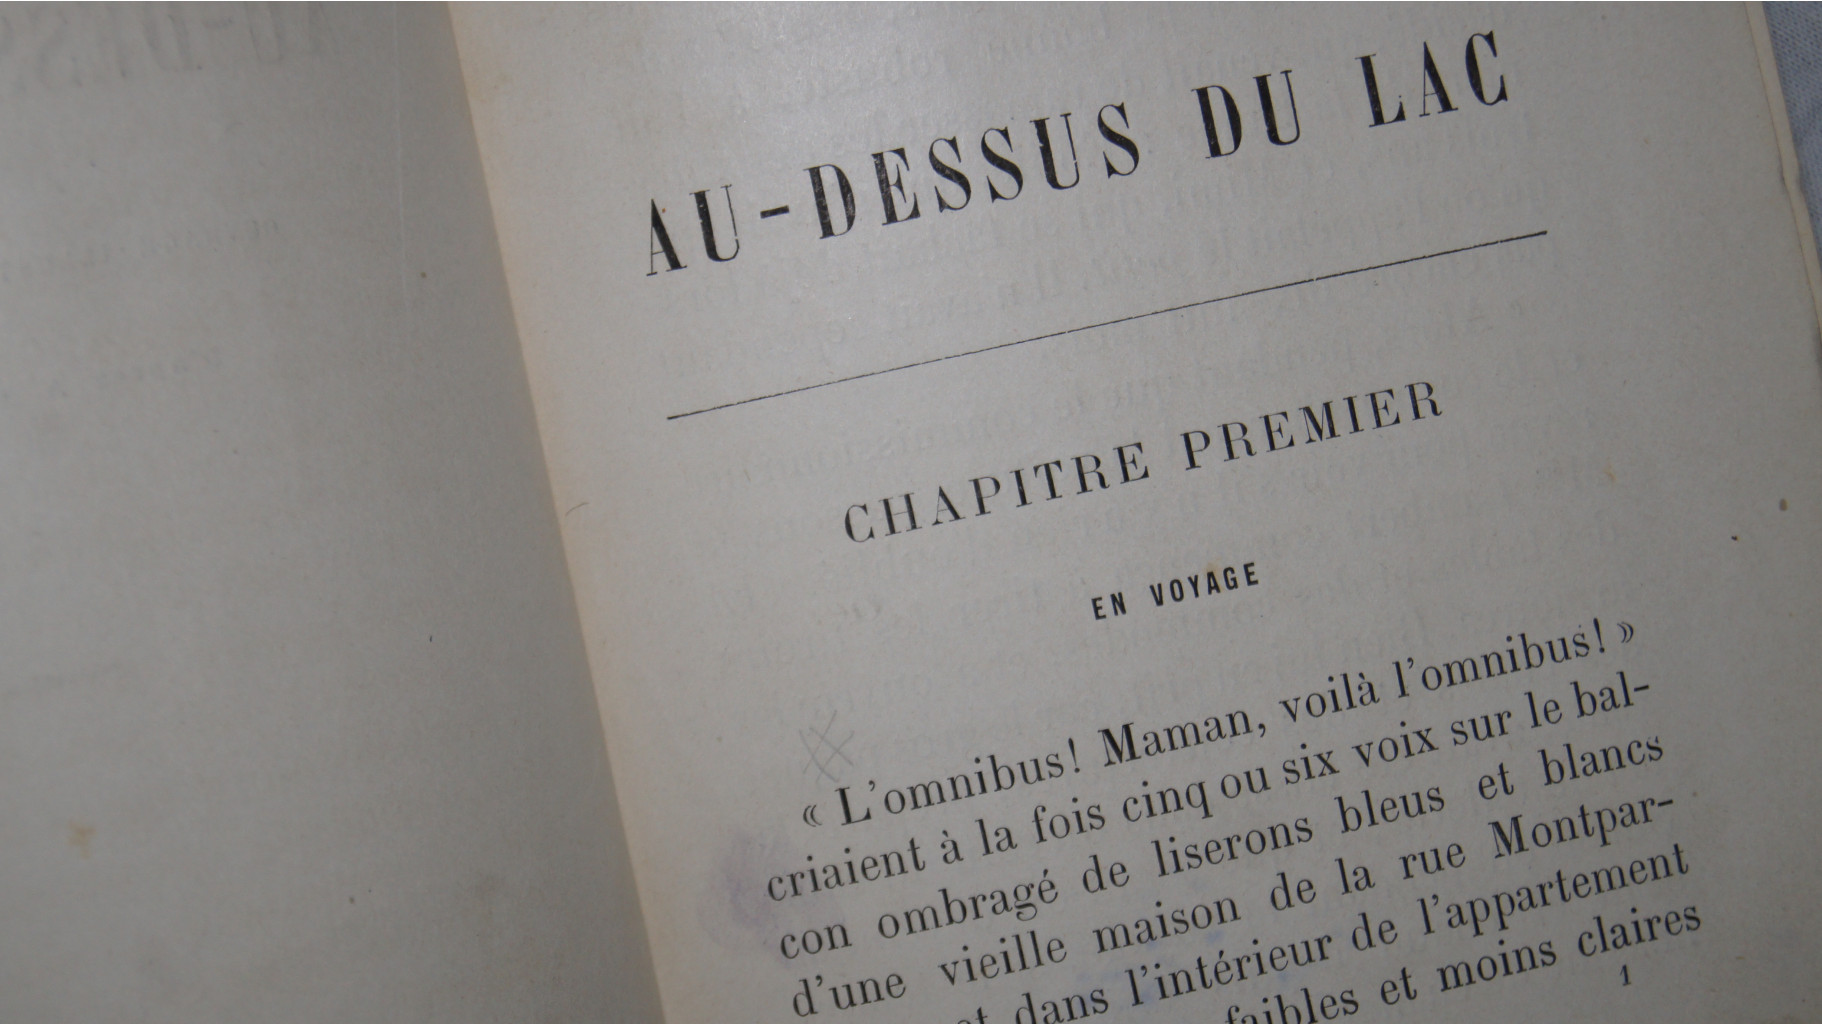 AU-DESSUS DU LAC
CHAPITRE PREMIER
EN VOYAGE
« L'omnibus! Maman, voilà l'omnibus! »
criaient à la fois cinq ou six voix sur le bal-
con ombragé de liserons bleus et blancs
d'une vieille maison de la rue Montpar-
et dans l'intérieur de l'appartement
faibles et moins claires
1